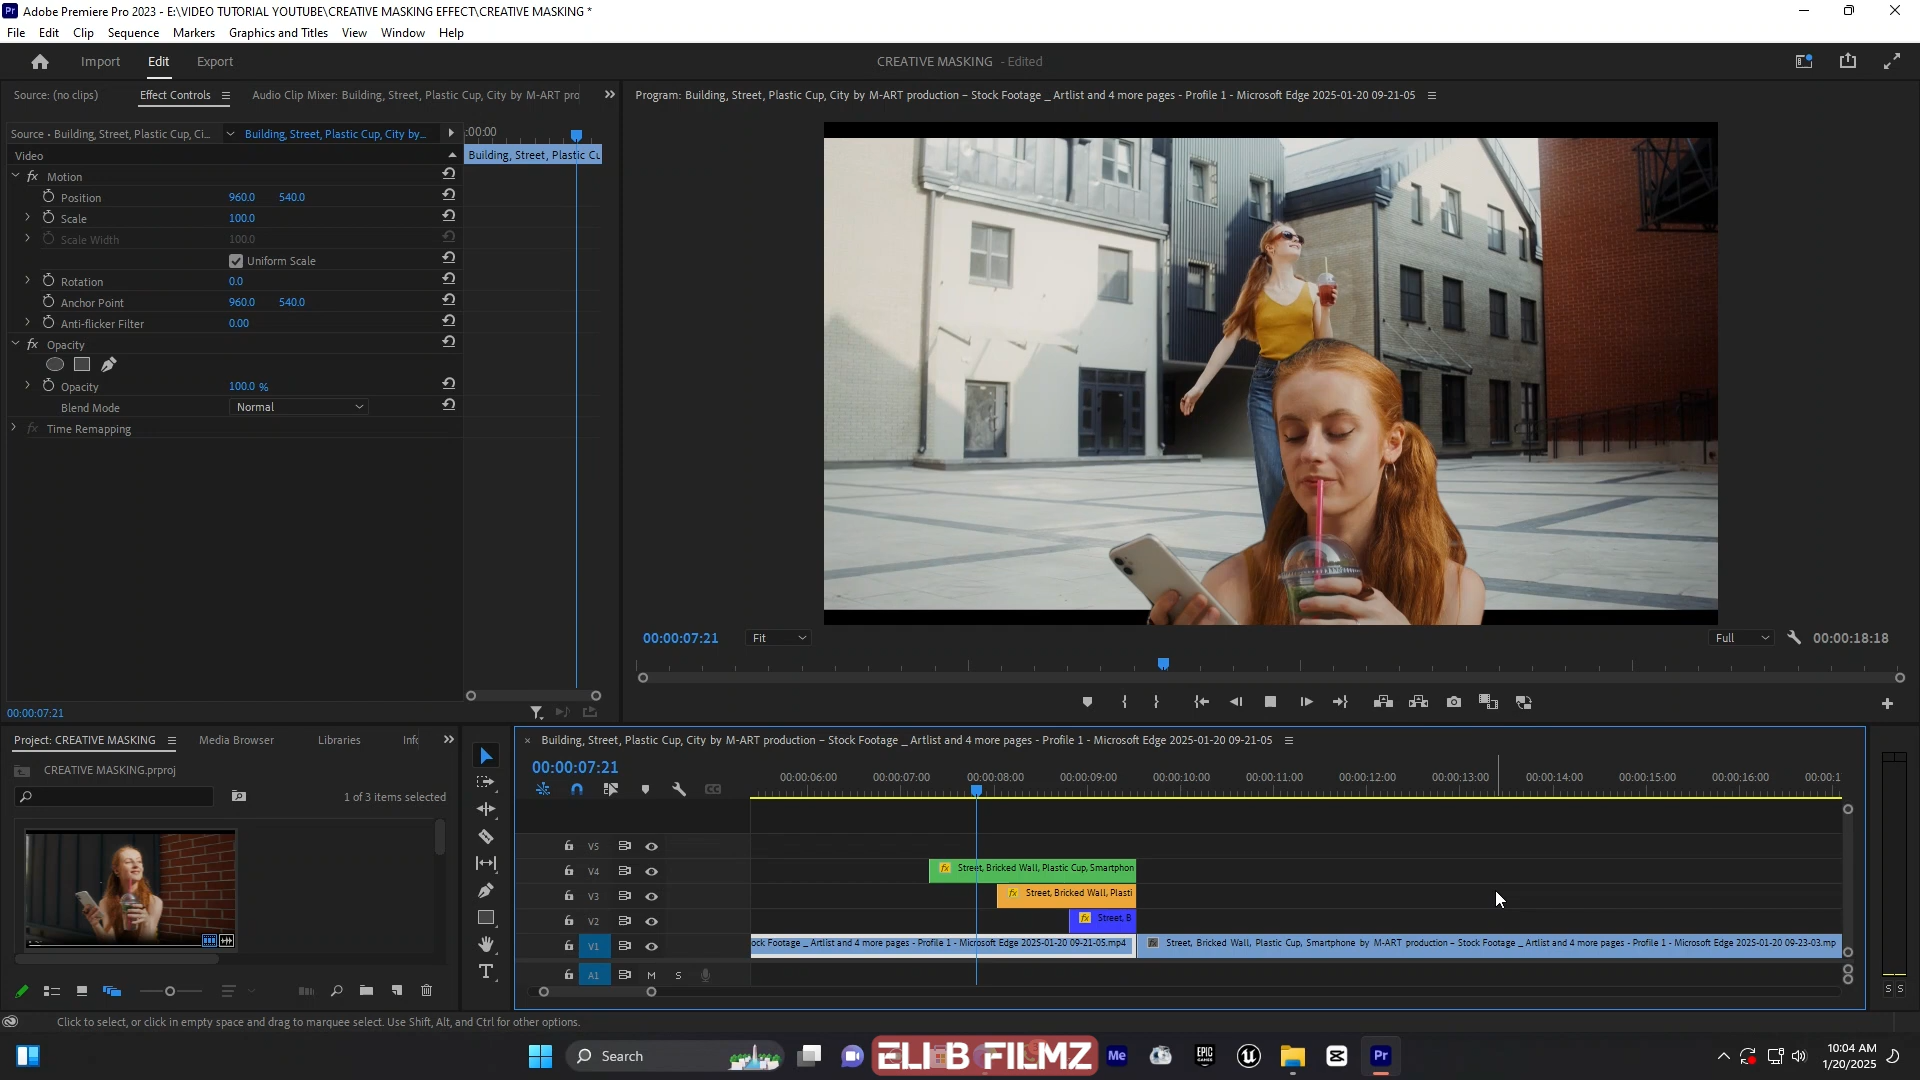 Adobe Premiere Pro 2023 - E:\VIDEO TUTORIAL YOUTUBE\CREATIVE MASKING EFFECT\CREATIVE MASKING *
File Edit Clip Sequence Markers Graphics and Titles View Window Help
Import Edit Export
CREATIVE MASKING - Edited
Source: (no clips)
Effect Controls
Audio Clip Mixer: Building, Street, Plastic Cup, City by M-ART pro
Program: Building, Street, Plastic Cup, City by M-ART production – Stock Footage _ Artlist and 4 more pages - Profile 1 - Microsoft Edge 2025-01-20 09-21-05
Source • Building, Street, Plastic Cup, Ci...
Building, Street, Plastic Cup, City by...
:00:00
Video
Building, Street, Plastic Cu
fx Motion
Position 960.0 540.0
Scale 100.0
Scale Width 100.0
Uniform Scale
Rotation 0.0
Anchor Point 960.0 540.0
Anti-flicker Filter 0.00
fx Opacity
Opacity 100.0 %
Blend Mode Normal
fx Time Remapping
00:00:07:21 Fit Full 00:00:18:18
00:00:07:21
Project: CREATIVE MASKING
Media Browser
Libraries
Info
CREATIVE MASKING.prproj
1 of 3 items selected
Building, Street, Plastic Cup, City by M-ART production – Stock Footage _ Artlist and 4 more pages - Profile 1 - Microsoft Edge 2025-01-20 09-21-05
00:00:07:21
00:00:06:00 00:00:07:00 00:00:08:00 00:00:09:00 00:00:10:00 00:00:11:00 00:00:12:00 00:00:13:00 00:00:14:00 00:00:15:00 00:00:16:00 00:00:1
V5
V4 fx Street, Bricked Wall, Plastic Cup, Smartphon
V3 fx Street, Bricked Wall, Plasti
V2 fx Street, B
V1 ock Footage _ Artlist and 4 more pages - Profile 1 - Microsoft Edge 2025-01-20 09-21-05.mp4
fx Street, Bricked Wall, Plastic Cup, Smartphone by M-ART production – Stock Footage _ Artlist and 4 more pages - Profile 1 - Microsoft Edge 2025-01-20 09-23-03.mp
A1 M S
S S
Click to select, or click in empty space and drag to marquee select. Use Shift, Alt, and Ctrl for other options.
Search
ELI B FILMZ
Me
EPIC GAMES
Pr
10:04 AM
1/20/2025